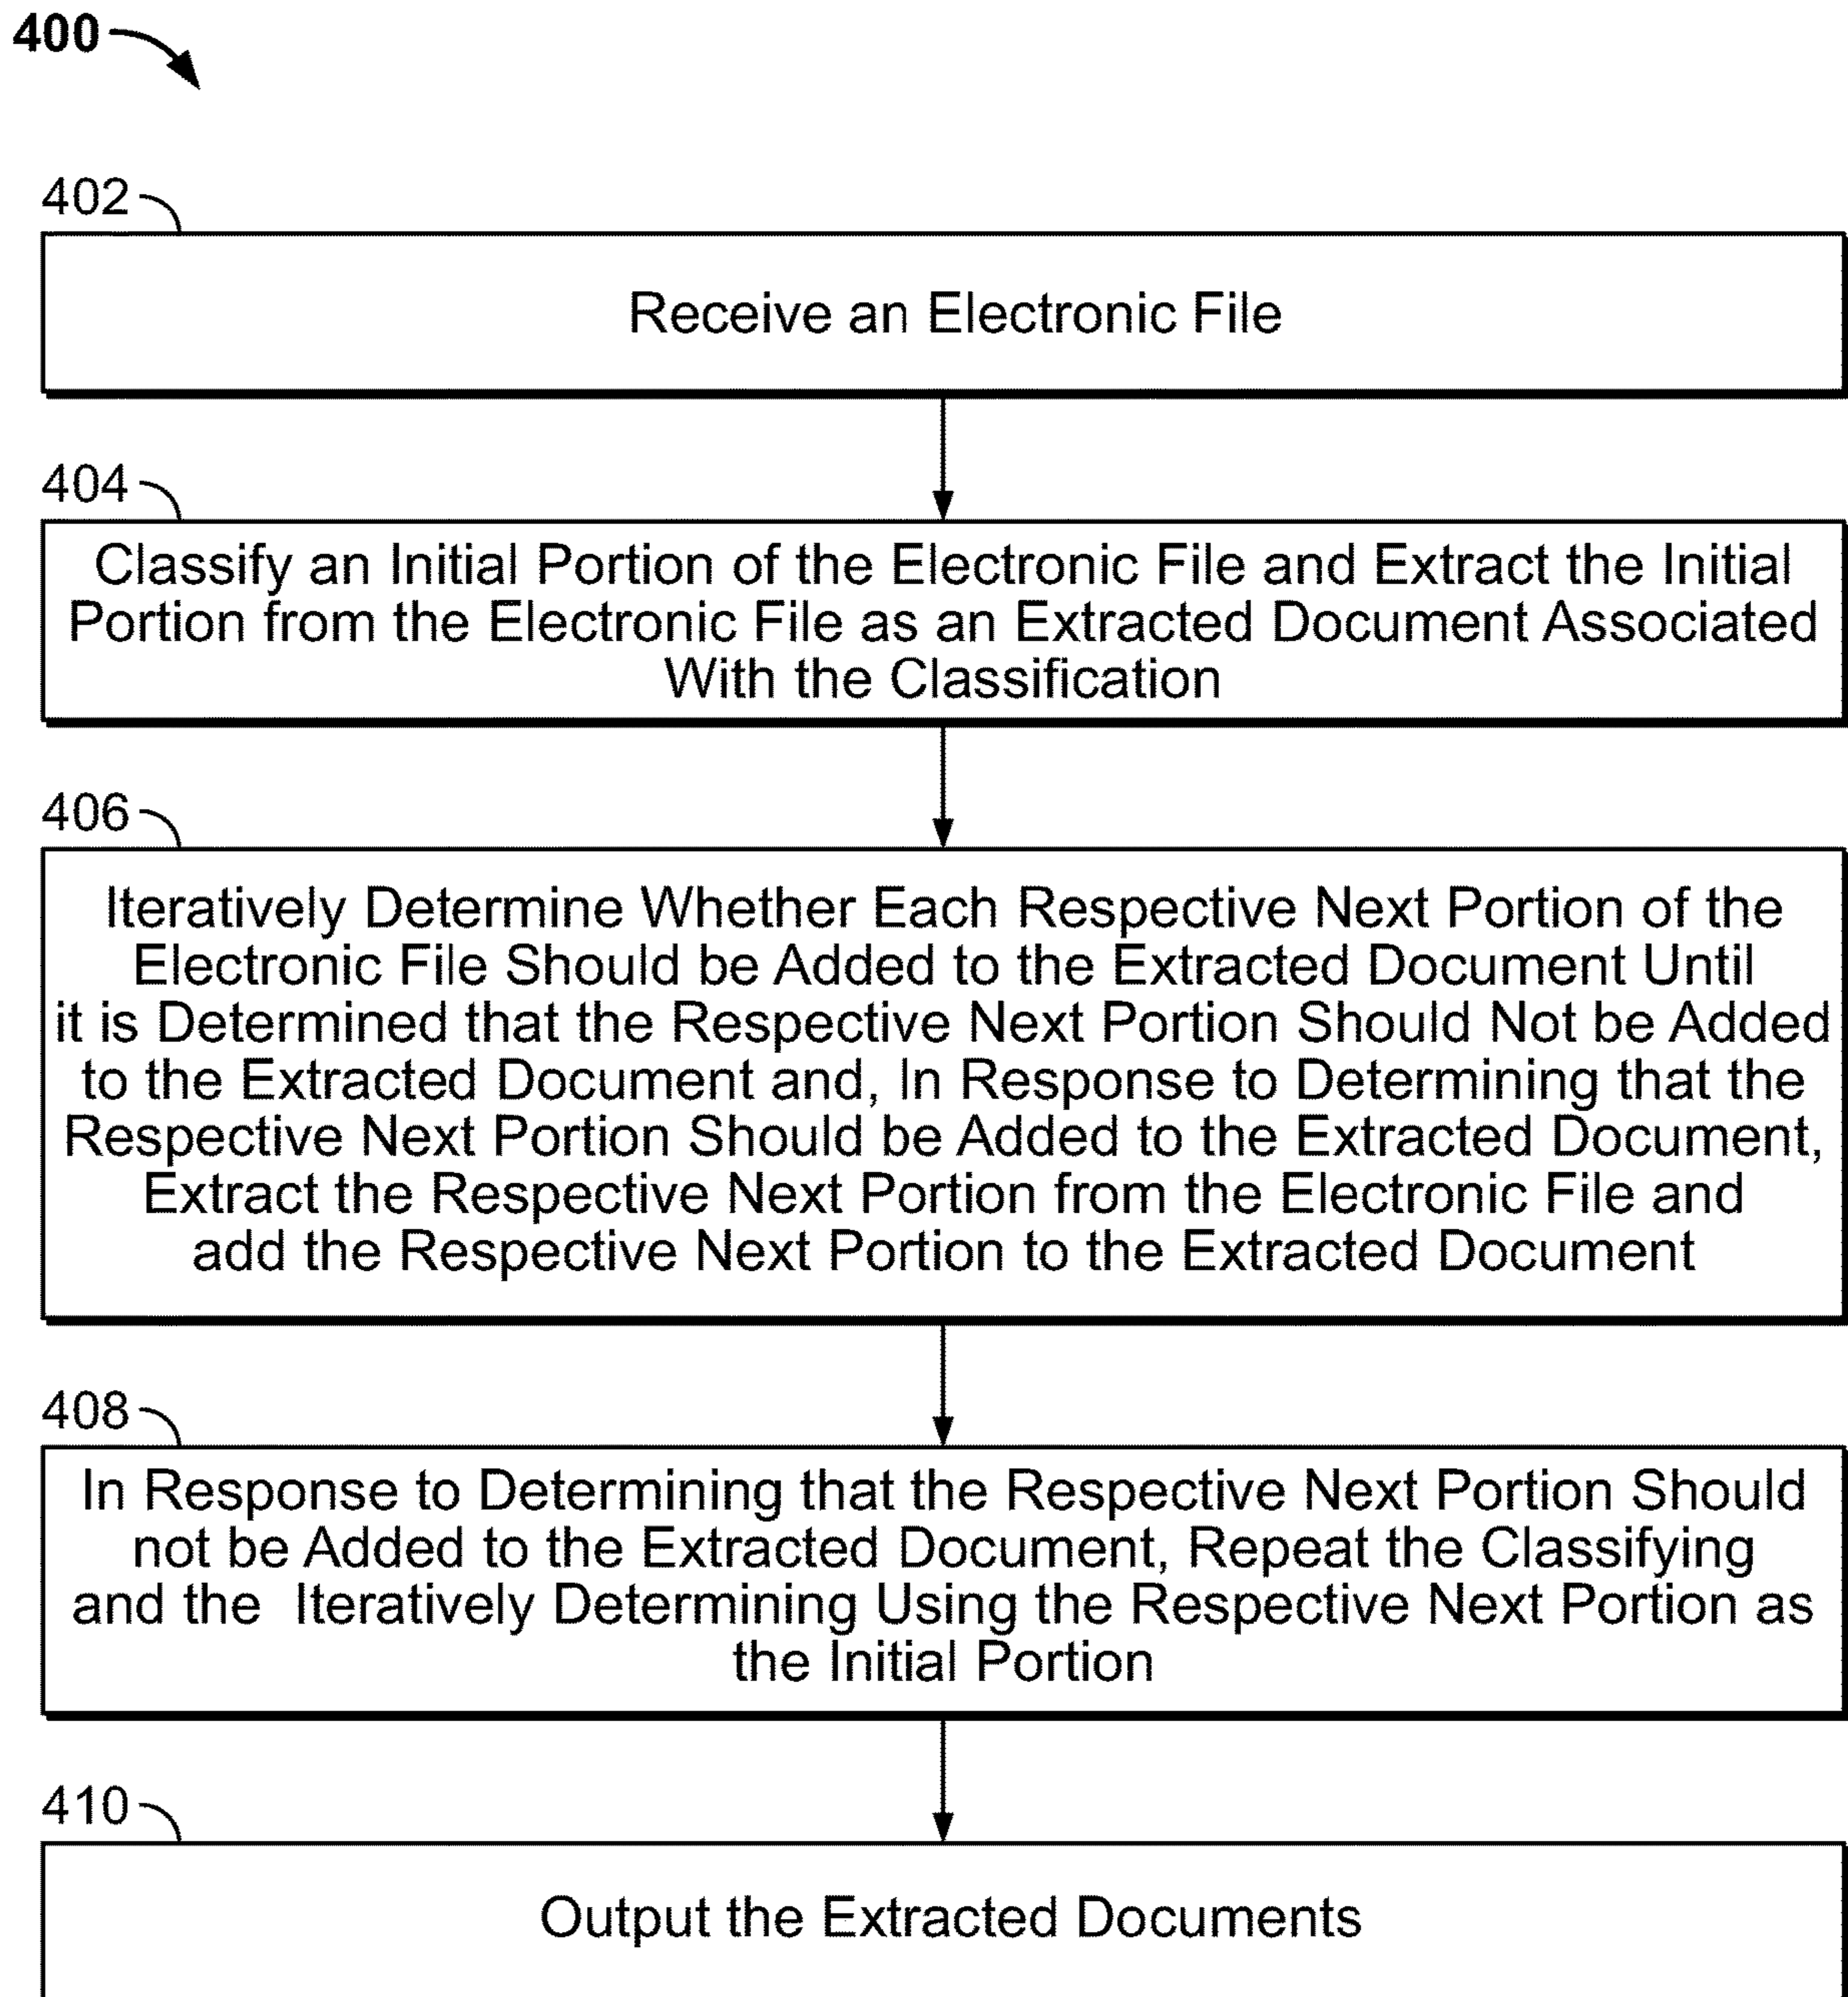 400
402
Receive an Electronic File
404
Classify an Initial Portion of the Electronic File and Extract the Initial
Portion from the Electronic File as an Extracted Document Associated
With the Classification
406
Iteratively Determine Whether Each Respective Next Portion of the
Electronic File Should be Added to the Extracted Document Until
it is Determined that the Respective Next Portion Should Not be Added
to the Extracted Document and, In Response to Determining that the
Respective Next Portion Should be Added to the Extracted Document,
Extract the Respective Next Portion from the Electronic File and
add the Respective Next Portion to the Extracted Document
408
In Response to Determining that the Respective Next Portion Should
not be Added to the Extracted Document, Repeat the Classifying
and the Iteratively Determining Using the Respective Next Portion as
the Initial Portion
410
Output the Extracted Documents